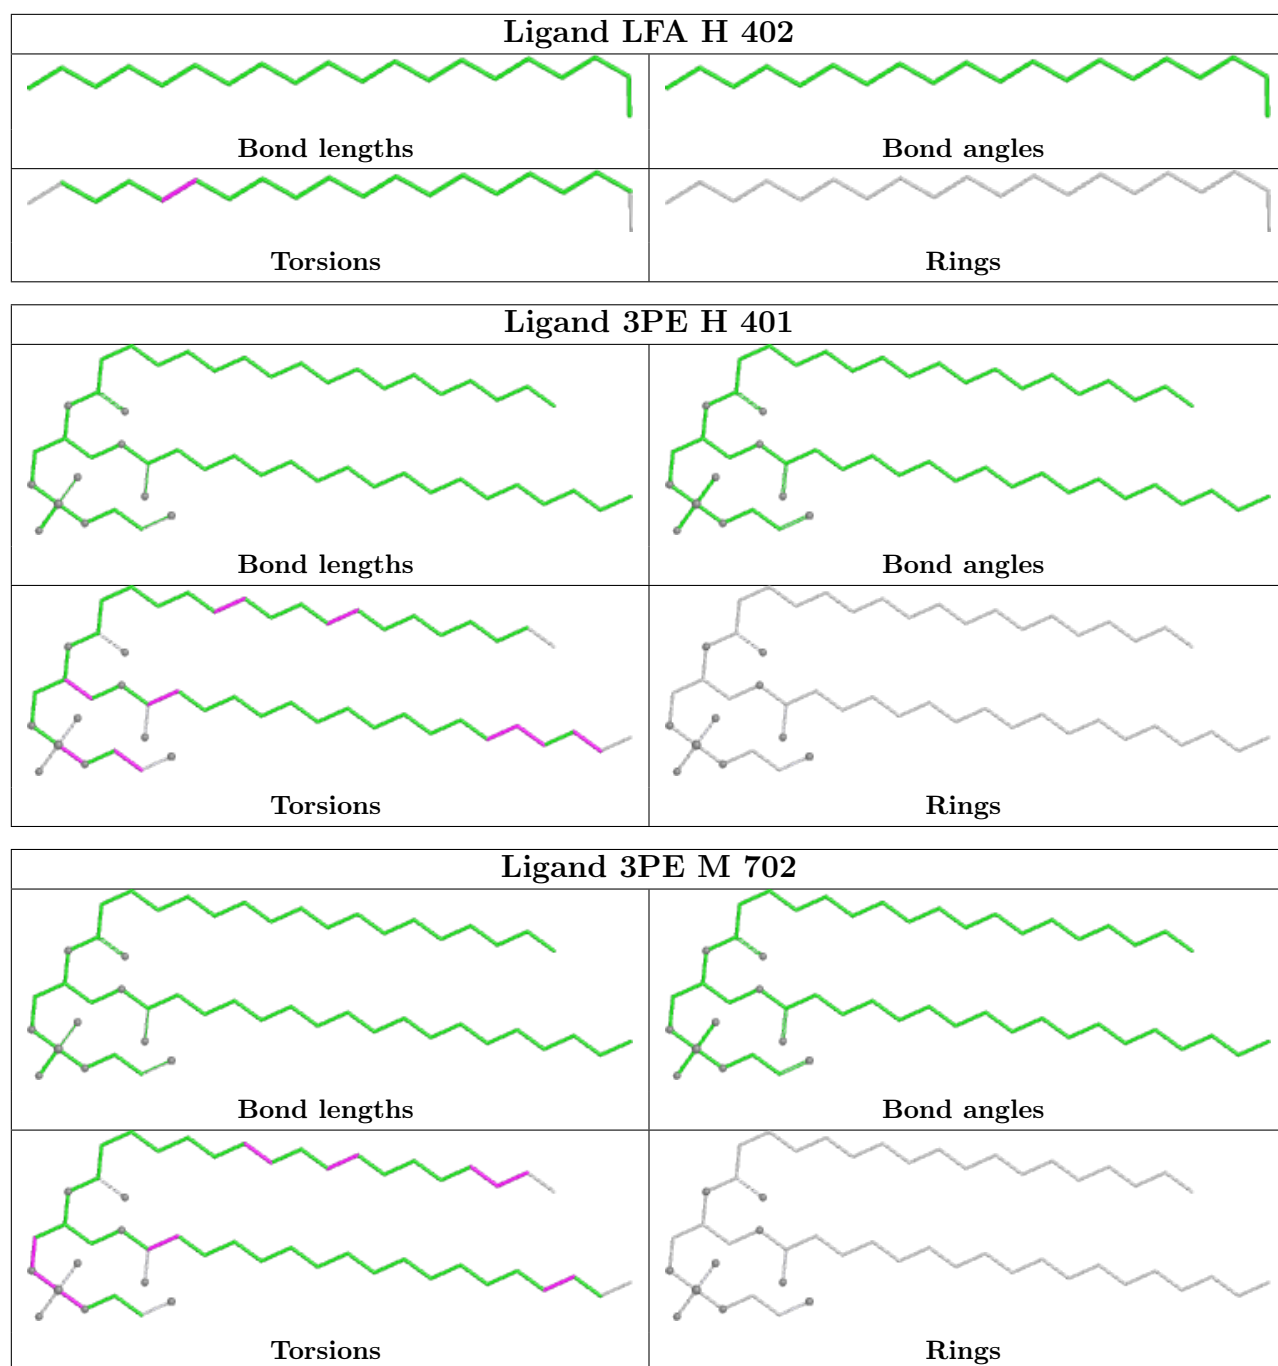 Ligand LFA H 402
Bond lengths
Bond angles
Torsions
Rings
Ligand 3PE H 401
Bond lengths
Bond angles
Torsions
Rings
Ligand 3PE M 702
Bond lengths
Bond angles
Torsions
Rings